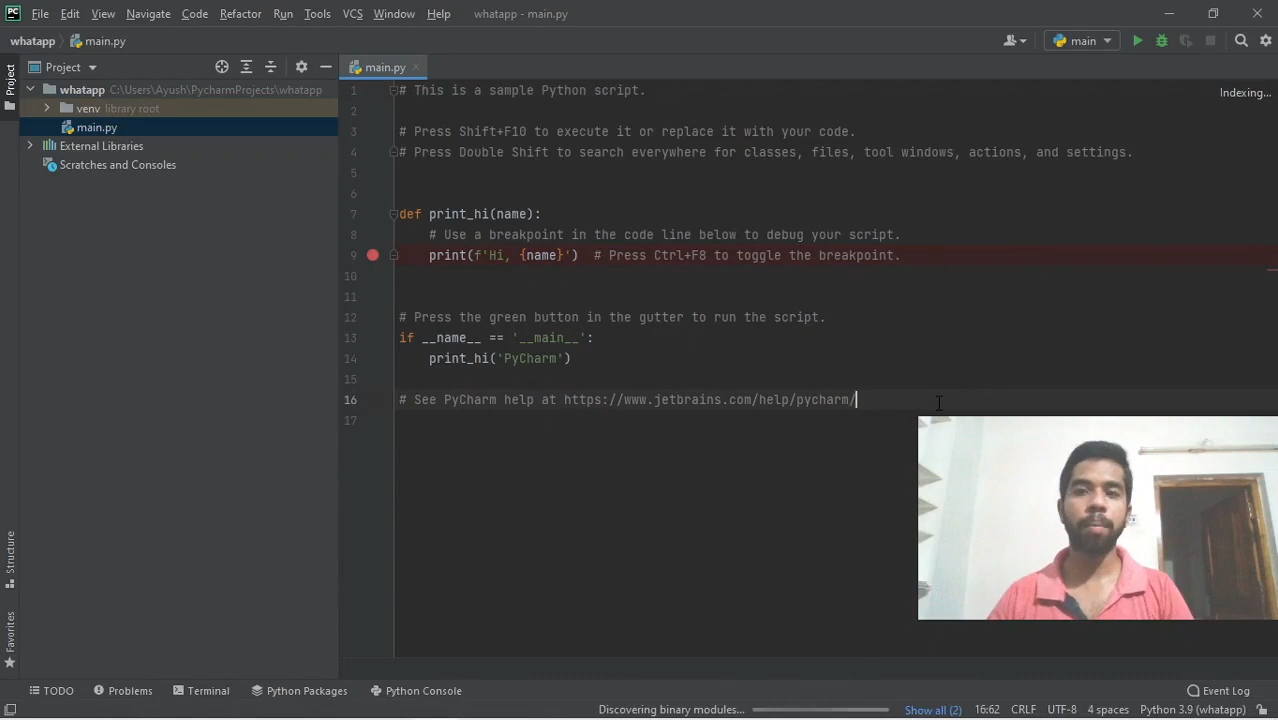 PC File Edit View Navigate Code Refactor Run Tools VCS Window Help whatapp - main.py
whatapp main.py main
Project main.py
Project
whatapp C:\Users\Ayush\PycharmProjects\whatapp
venv library root
main.py
External Libraries
Scratches and Consoles
Indexing...
1 # This is a sample Python script.
2
3 # Press Shift+F10 to execute it or replace it with your code.
4 # Press Double Shift to search everywhere for classes, files, tool windows, actions, and settings.
5
6
7 def print_hi(name):
8 # Use a breakpoint in the code line below to debug your script.
9 print(f'Hi, {name}') # Press Ctrl+F8 to toggle the breakpoint.
10
11
12 # Press the green button in the gutter to run the script.
13 if __name__ == '__main__':
14 print_hi('PyCharm')
15
16 # See PyCharm help at https://www.jetbrains.com/help/pycharm/
17
Structure
Favorites
TODO Problems Terminal Python Packages Python Console Event Log
Discovering binary modules... Show all (2) 16:62 CRLF UTF-8 4 spaces Python 3.9 (whatapp)